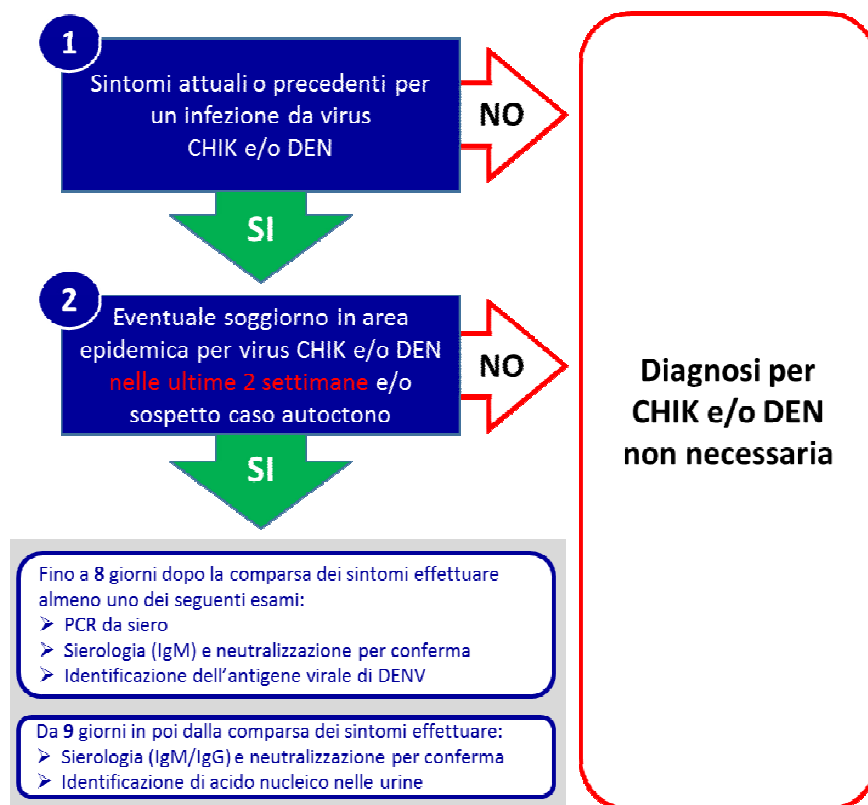 1
Sintomi attuali o precedenti per
un infezione da virus
CHIK e/o DEN
NO
SI
2
Eventuale soggiorno in area
epidemica per virus CHIK e/o DEN
nelle ultime 2 settimane e/o
sospetto caso autoctono
NO
SI
Diagnosi per
CHIK e/o DEN
non necessaria
Fino a 8 giorni dopo la comparsa dei sintomi effettuare
almeno uno dei seguenti esami:
➢ PCR da siero
➢ Sierologia (IgM) e neutralizzazione per conferma
➢ Identificazione dell'antigene virale di DENV
Da 9 giorni in poi dalla comparsa dei sintomi effettuare:
➢ Sierologia (IgM/IgG) e neutralizzazione per conferma
➢ Identificazione di acido nucleico nelle urine